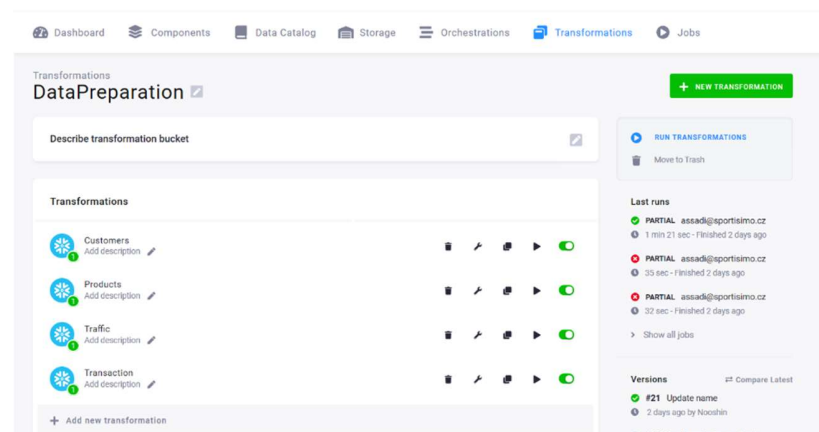 Dashboard Components Data Catalog Storage Orchestrations Transformations Jobs
Transformations
DataPreparation
+ NEW TRANSFORMATION
Describe transformation bucket
RUN TRANSFORMATIONS
Move to Trash
Transformations
Customers
Add description
1
Products
Add description
1
Traffic
Add description
1
Transaction
Add description
1
+ Add new transformation
Last runs
PARTIAL assadi@sportisimo.cz
1 min 21 sec - Finished 2 days ago
PARTIAL assadi@sportisimo.cz
35 sec - Finished 2 days ago
PARTIAL assadi@sportisimo.cz
32 sec - Finished 2 days ago
> Show all jobs
Versions Compare Latest
#21 Update name
2 days ago by Nooshin